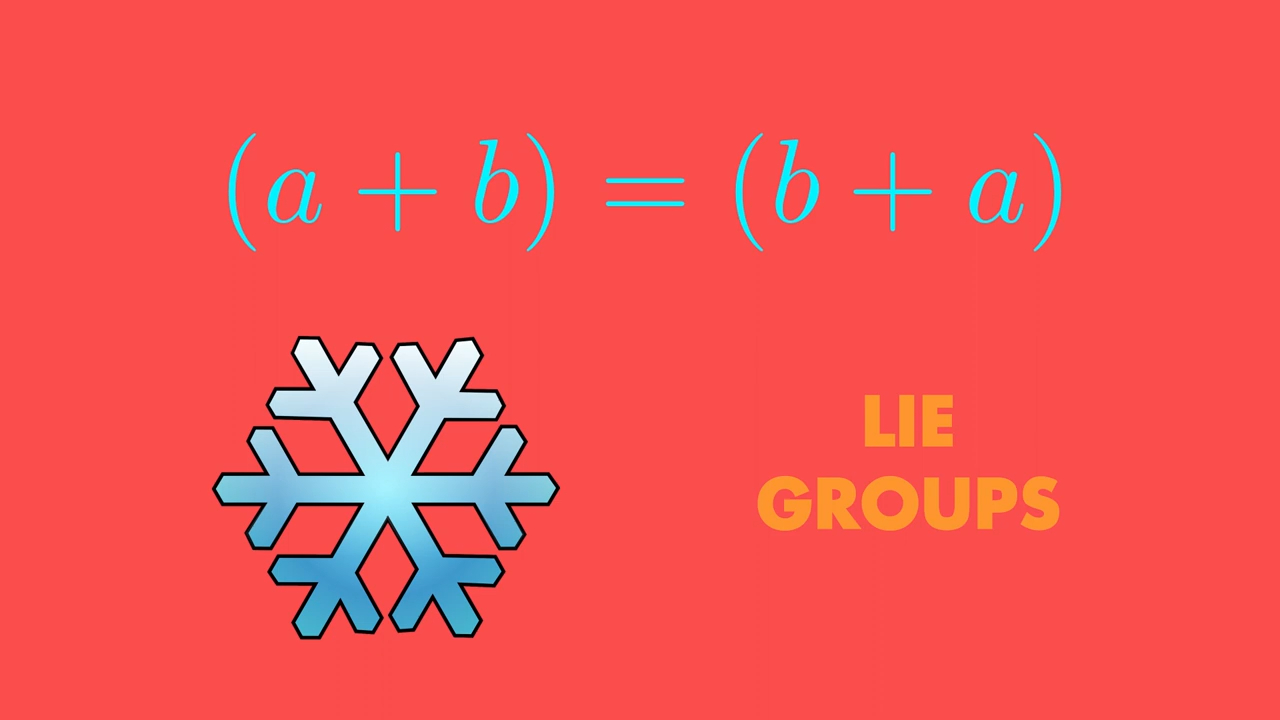 (a + b) = (b + a)
LIE
GROUPS